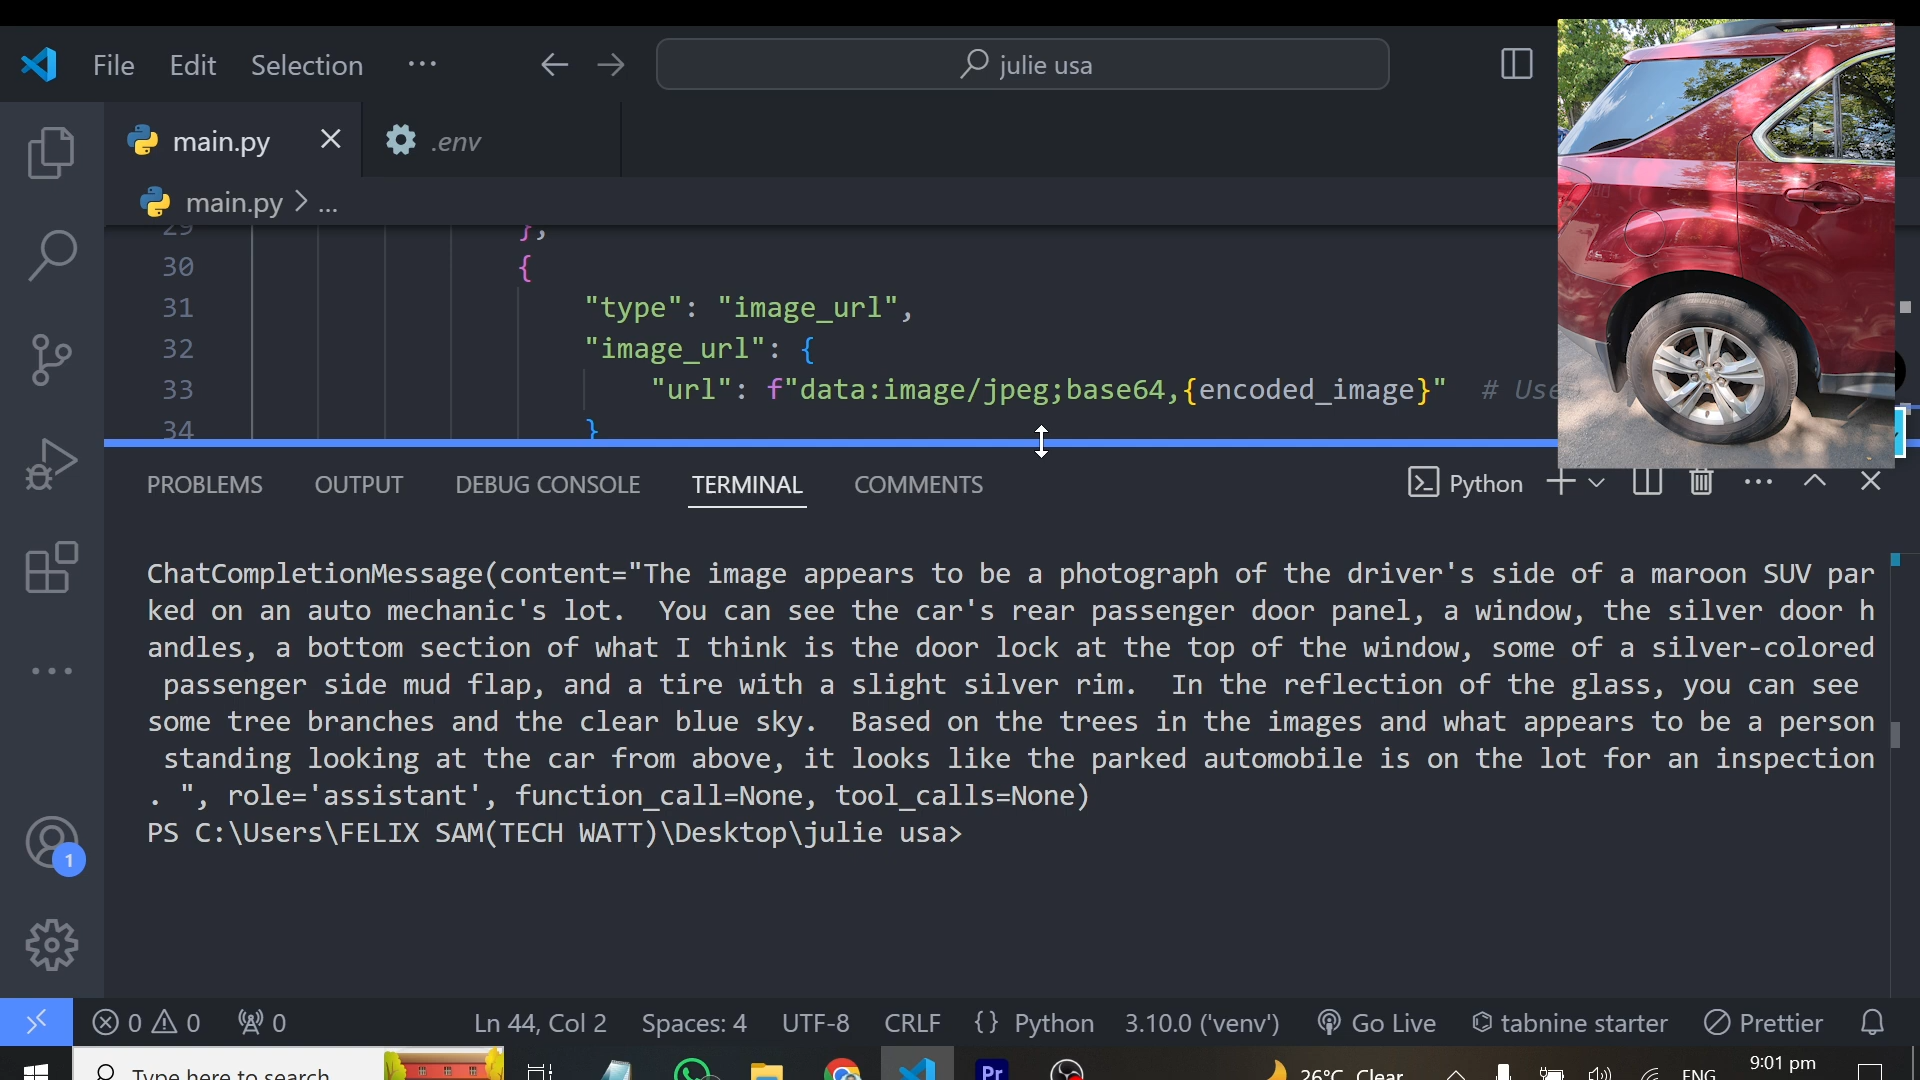 File Edit Selection ··· julie usa
main.py .env
main.py > ...
29 },
30 {
31 "type": "image_url",
32 "image_url": {
33 "url": f"data:image/jpeg;base64,{encoded_image}" # Use
34 }
PROBLEMS OUTPUT DEBUG CONSOLE TERMINAL COMMENTS Python
ChatCompletionMessage(content="The image appears to be a photograph of the driver's side of a maroon SUV par
ked on an auto mechanic's lot.  You can see the car's rear passenger door panel, a window, the silver door h
andles, a bottom section of what I think is the door lock at the top of the window, some of a silver-colored
passenger side mud flap, and a tire with a slight silver rim.  In the reflection of the glass, you can see
some tree branches and the clear blue sky.  Based on the trees in the images and what appears to be a person
standing looking at the car from above, it looks like the parked automobile is on the lot for an inspection
. ", role='assistant', function_call=None, tool_calls=None)
PS C:\Users\FELIX SAM(TECH WATT)\Desktop\julie usa>
1
0 0 0 Ln 44, Col 2 Spaces: 4 UTF-8 CRLF {} Python 3.10.0 ('venv') Go Live tabnine starter Prettier
Type here to search Pr 26°C Clear ENG 9:01 pm